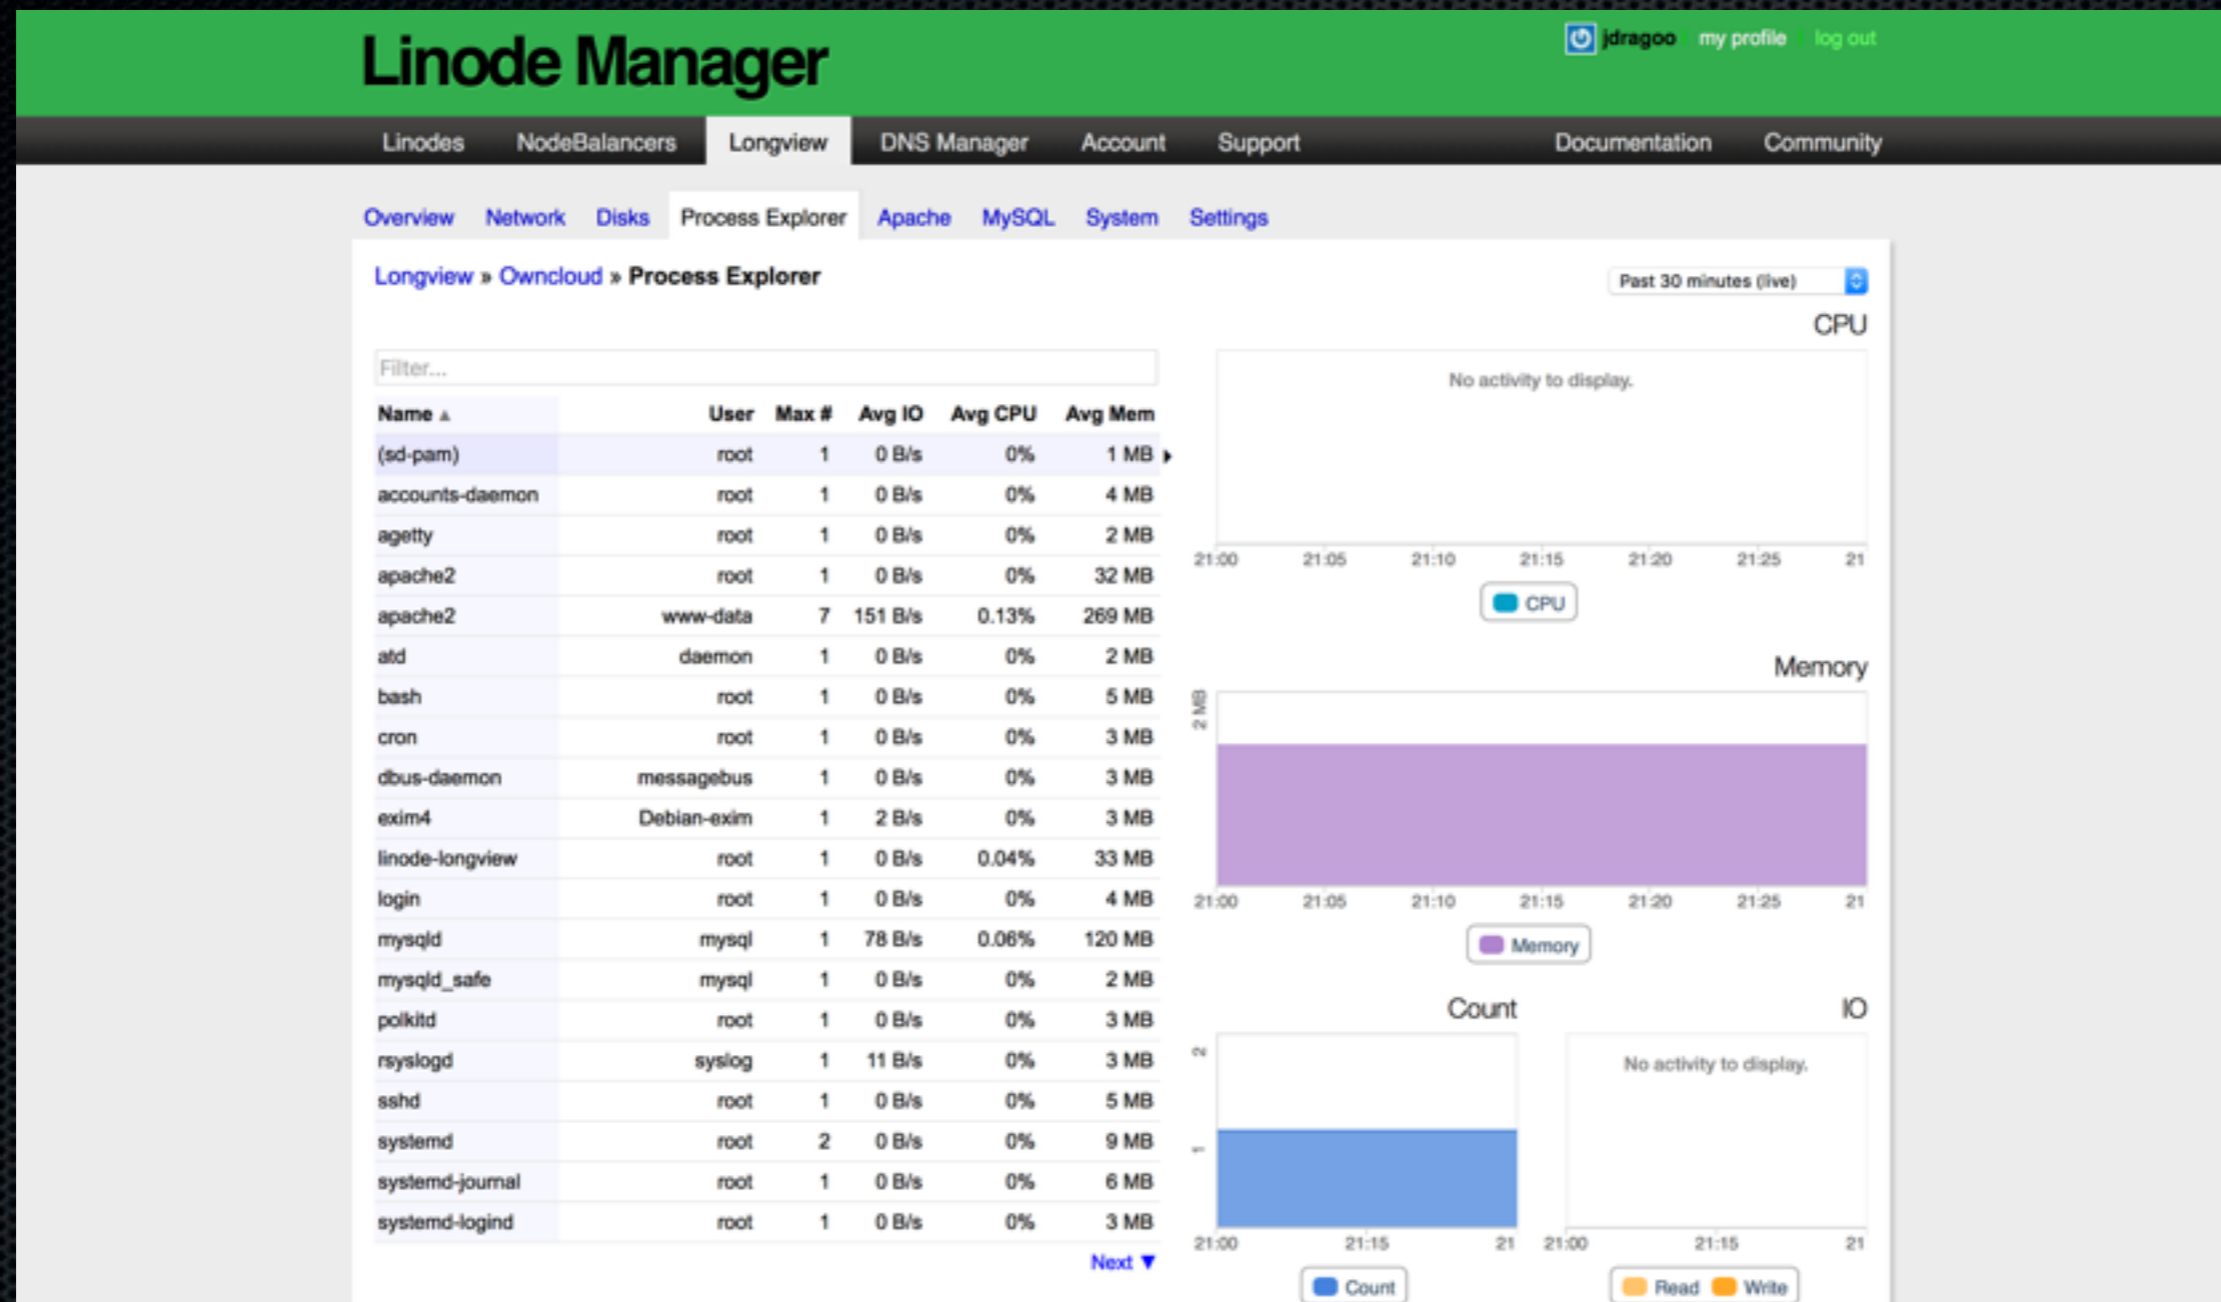 Linode Manager
jdragoo my profile log out
Linodes NodeBalancers Longview DNS Manager Account Support Documentation Community
Overview Network Disks Process Explorer Apache MySQL System Settings
Longview » Owncloud » Process Explorer
Past 30 minutes (live)
Filter...
Name ▲ User Max # Avg IO Avg CPU Avg Mem
(sd-pam) root 1 0 B/s 0% 1 MB
accounts-daemon root 1 0 B/s 0% 4 MB
agetty root 1 0 B/s 0% 2 MB
apache2 root 1 0 B/s 0% 32 MB
apache2 www-data 7 151 B/s 0.13% 269 MB
atd daemon 1 0 B/s 0% 2 MB
bash root 1 0 B/s 0% 5 MB
cron root 1 0 B/s 0% 3 MB
dbus-daemon messagebus 1 0 B/s 0% 3 MB
exim4 Debian-exim 1 2 B/s 0% 3 MB
linode-longview root 1 0 B/s 0.04% 33 MB
login root 1 0 B/s 0% 4 MB
mysqld mysql 1 78 B/s 0.06% 120 MB
mysqld_safe mysql 1 0 B/s 0% 2 MB
polkitd root 1 0 B/s 0% 3 MB
rsyslogd syslog 1 11 B/s 0% 3 MB
sshd root 1 0 B/s 0% 5 MB
systemd root 2 0 B/s 0% 9 MB
systemd-journal root 1 0 B/s 0% 6 MB
systemd-logind root 1 0 B/s 0% 3 MB
Next ▼
CPU
No activity to display.
21:00 21:05 21:10 21:15 21:20 21:25 21
CPU
Memory
2 MB
21:00 21:05 21:10 21:15 21:20 21:25 21
Memory
Count
2
1
21:00 21:15 21
Count
IO
No activity to display.
21:00 21:15 21
Read Write